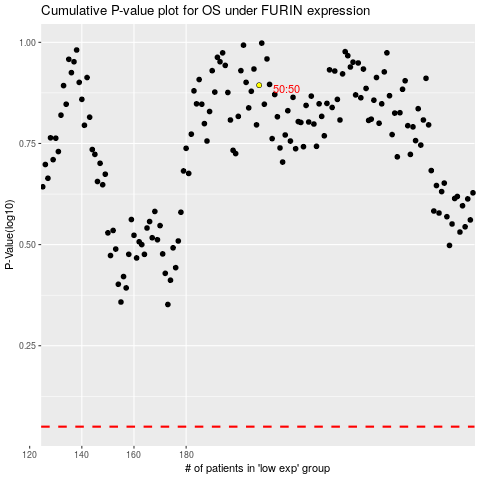 Cumulative P-value plot for OS under FURIN expression
1.00
50:50
0.75
P-Value(log10)
0.50
0.25
120 140 160 180
# of patients in 'low exp' group